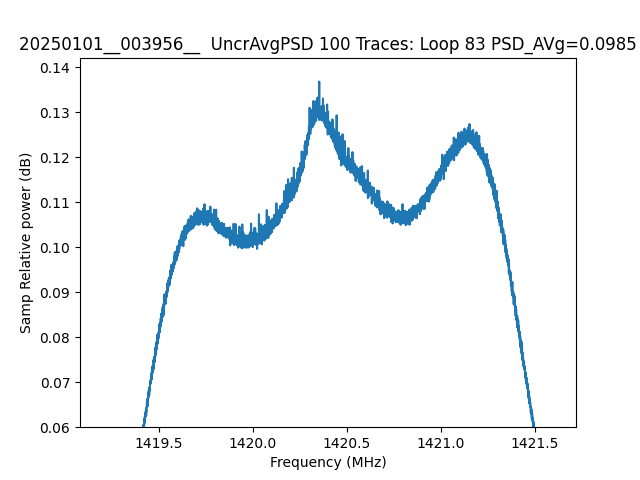 20250101__003956__  UncrAvgPSD 100 Traces: Loop 83 PSD_AVg=0.0985
0.14
0.13
0.12
0.11
0.10
0.09
0.08
0.07
0.06
Samp Relative power (dB)
1419.5 1420.0 1420.5 1421.0 1421.5
Frequency (MHz)